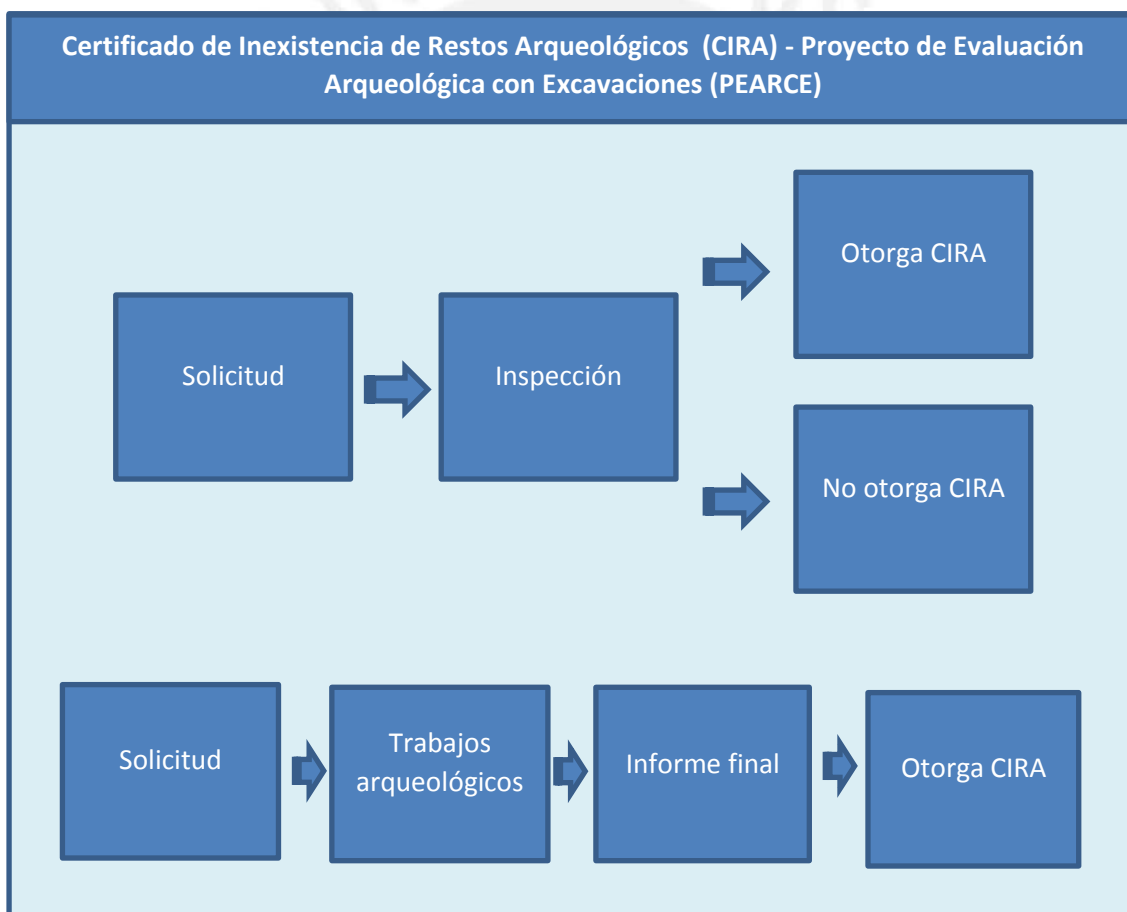 Certificado de Inexistencia de Restos Arqueológicos (CIRA) - Proyecto de Evaluación
Arqueológica con Excavaciones (PEARCE)
Solicitud
Inspección
Otorga CIRA
No otorga CIRA
Solicitud
Trabajos
arqueológicos
Informe final
Otorga CIRA